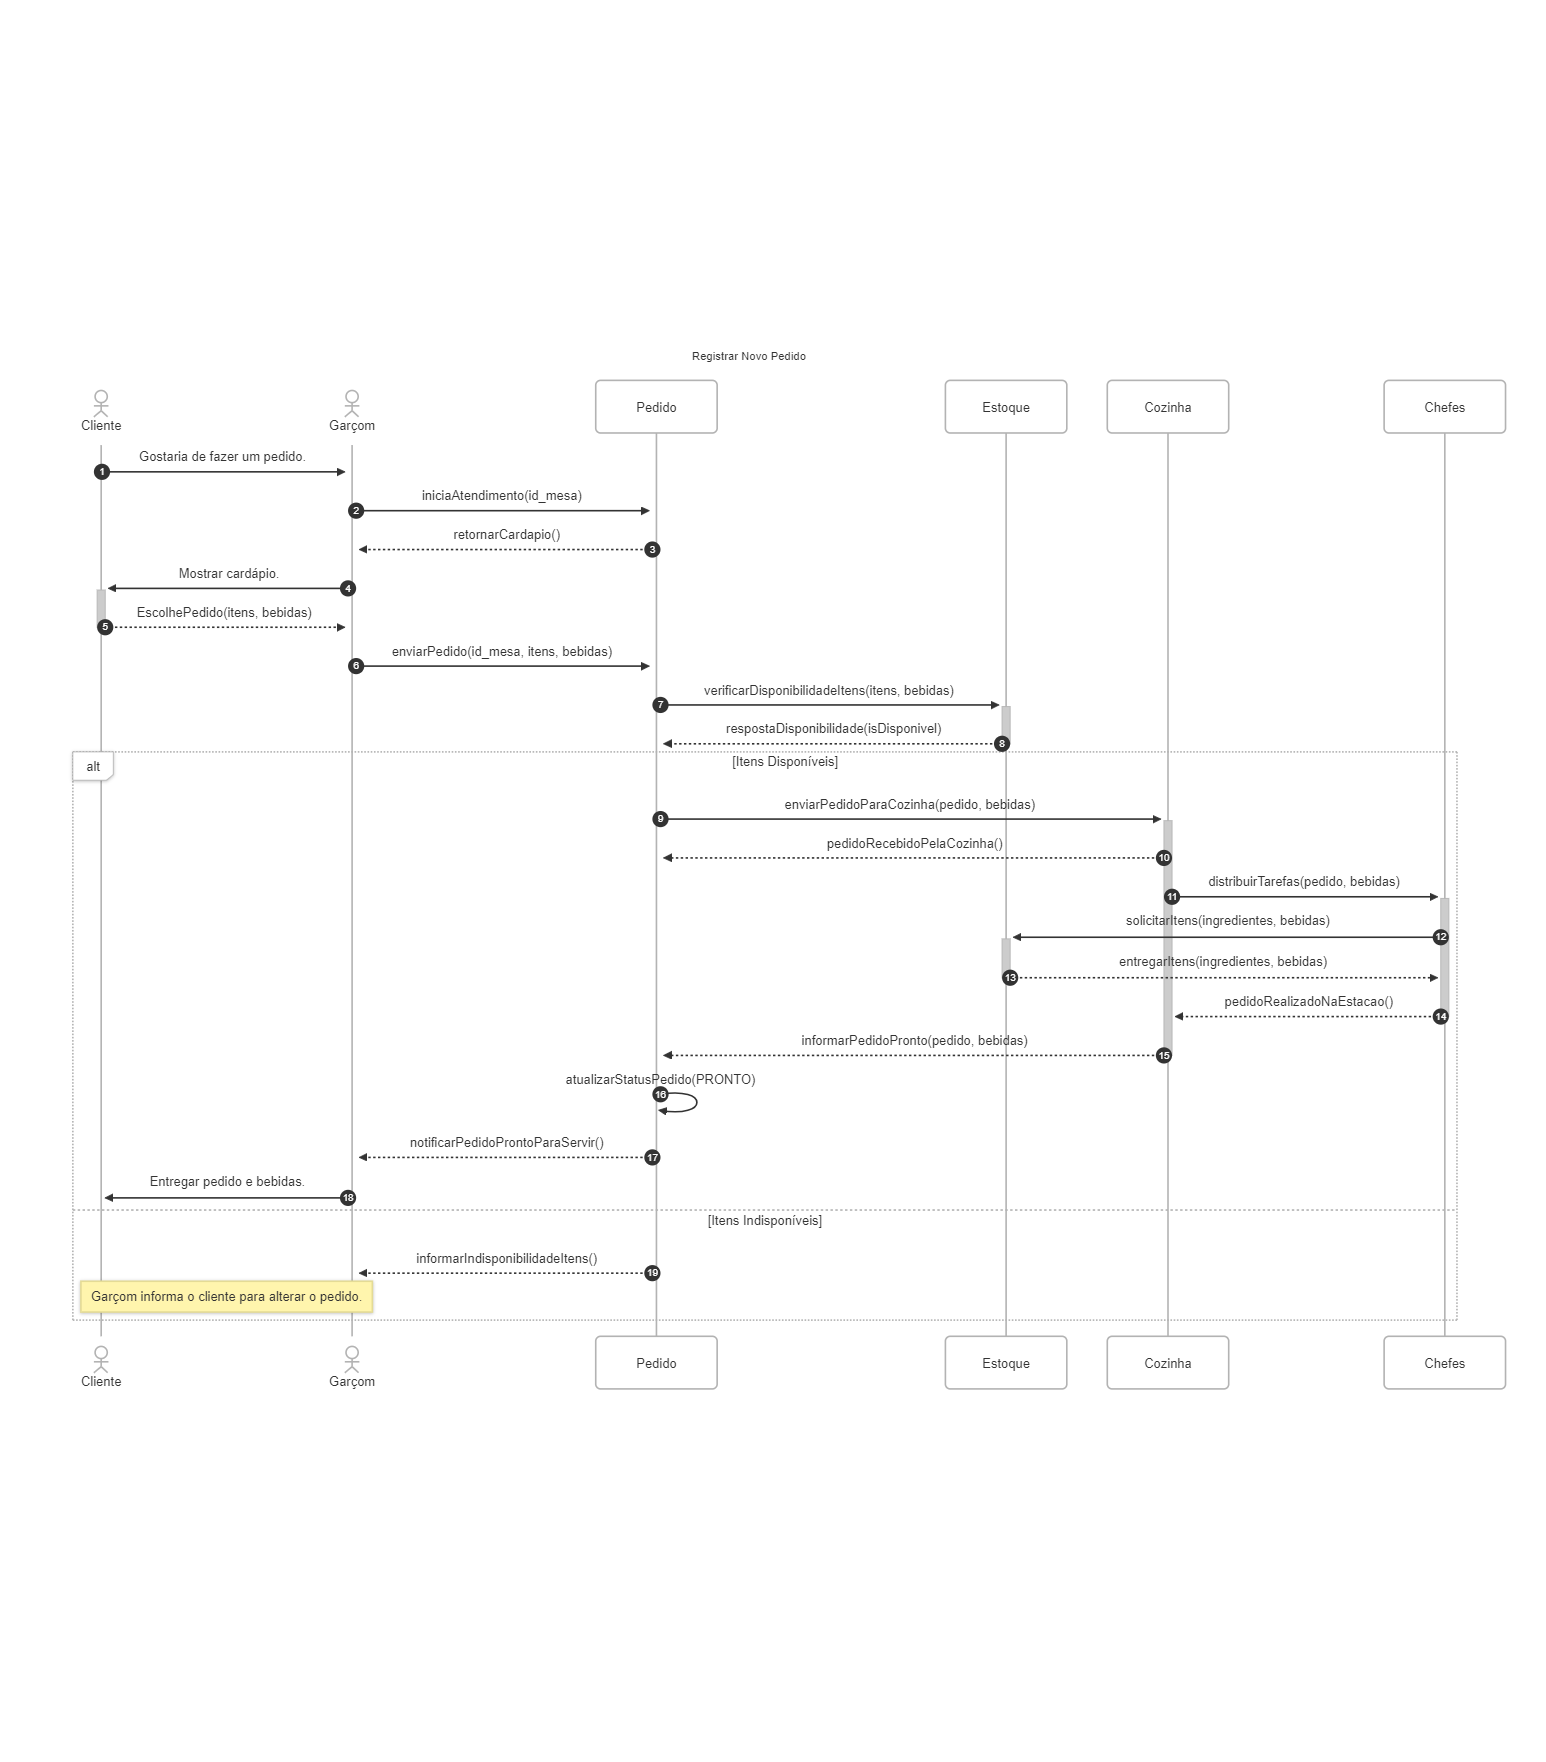 Registrar Novo Pedido
Cliente
Garçom
Pedido
Estoque
Cozinha
Chefes
Gostaria de fazer um pedido.
1
iniciaAtendimento(id_mesa)
2
retornarCardapio()
3
Mostrar cardápio.
4
EscolhePedido(itens, bebidas)
5
enviarPedido(id_mesa, itens, bebidas)
6
verificarDisponibilidadeItens(itens, bebidas)
7
respostaDisponibilidade(isDisponivel)
8
alt
[Itens Disponíveis]
enviarPedidoParaCozinha(pedido, bebidas)
9
pedidoRecebidoPelaCozinha()
10
distribuirTarefas(pedido, bebidas)
11
solicitarItens(ingredientes, bebidas)
12
entregarItens(ingredientes, bebidas)
13
pedidoRealizadoNaEstacao()
14
informarPedidoPronto(pedido, bebidas)
15
atualizarStatusPedido(PRONTO)
16
notificarPedidoProntoParaServir()
17
Entregar pedido e bebidas.
18
[Itens Indisponíveis]
informarIndisponibilidadeItens()
19
Garçom informa o cliente para alterar o pedido.
Cliente
Garçom
Pedido
Estoque
Cozinha
Chefes